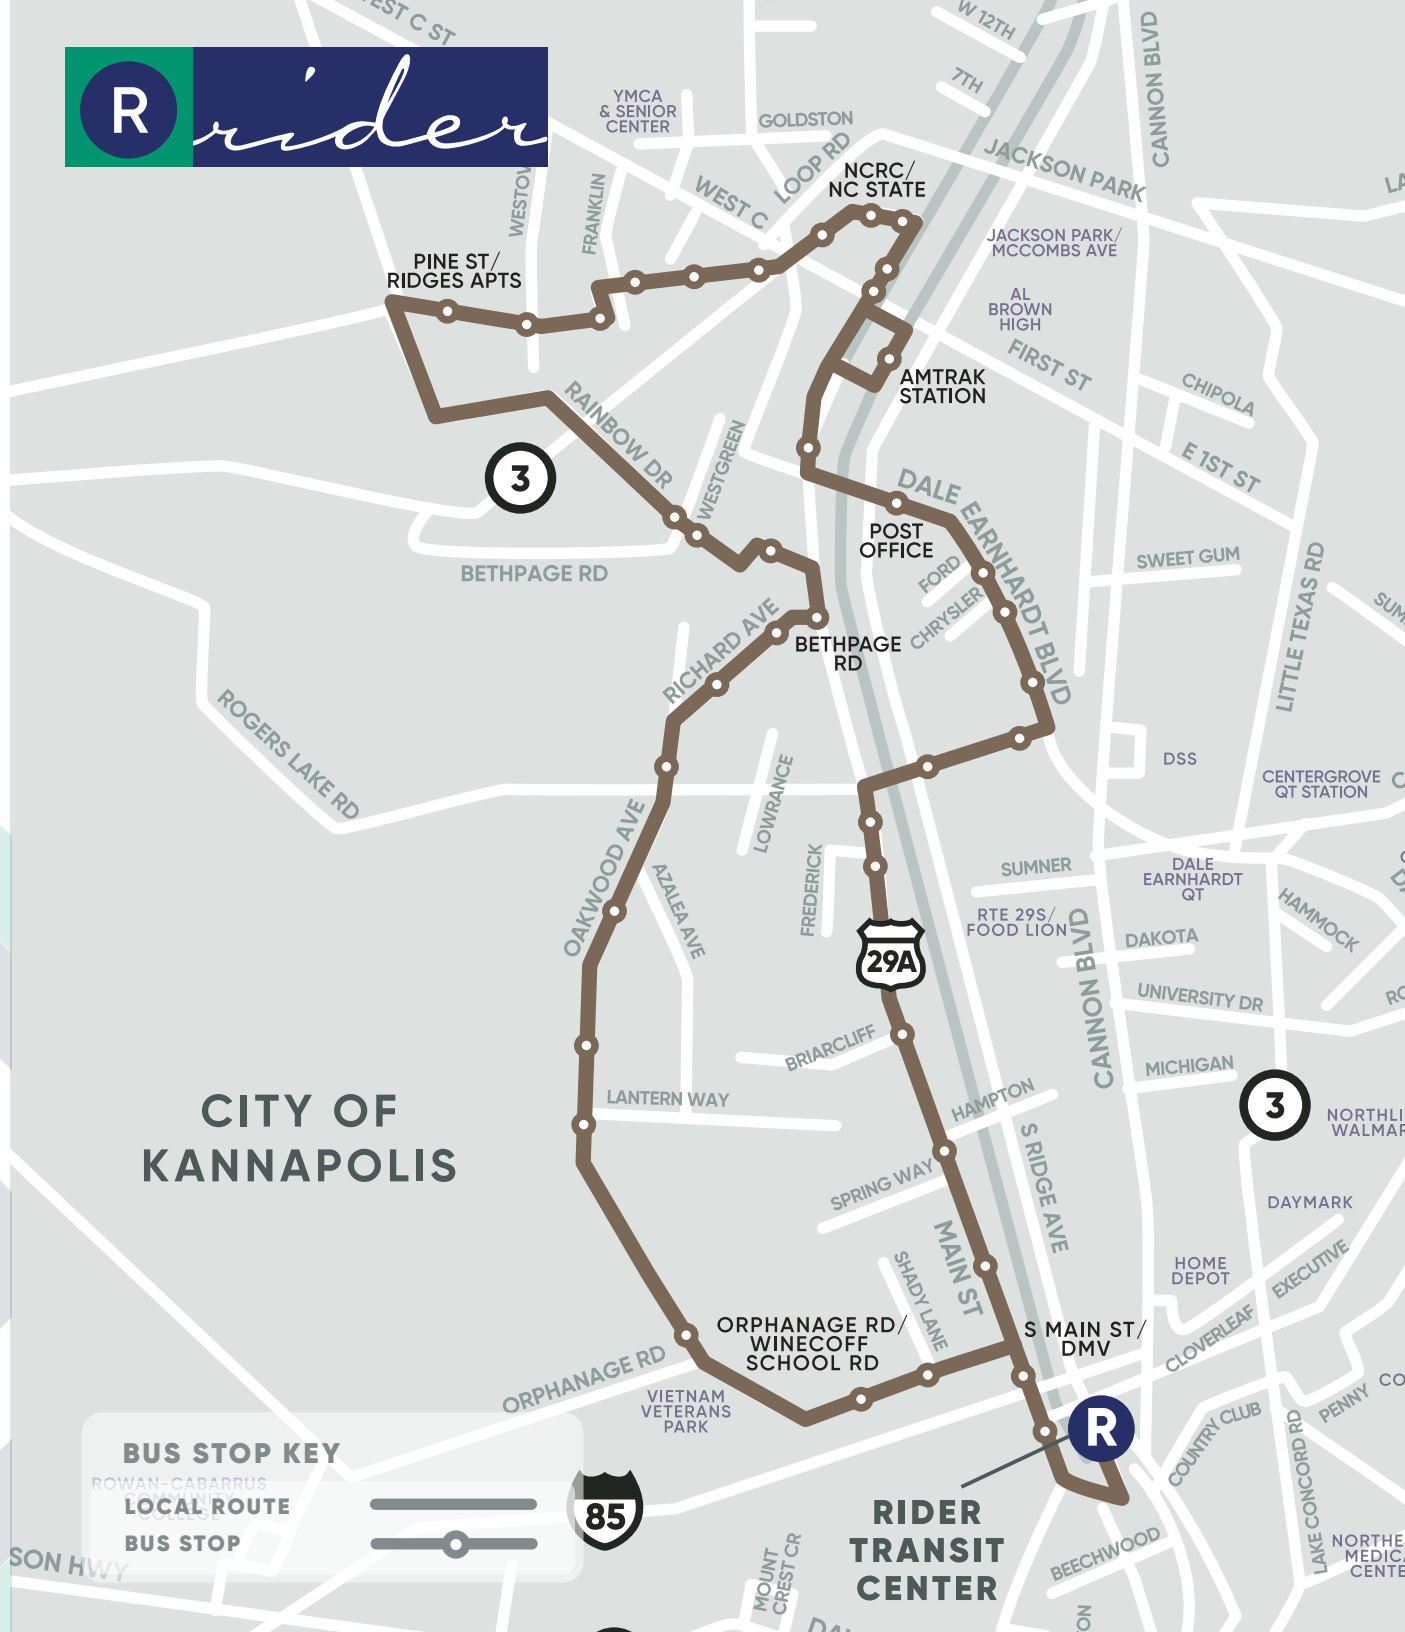 WEST C ST
W 12TH
CANNON BLVD
R rider
7TH
YMCA
& SENIOR
CENTER
GOLDSTON
LOOP RD
JACKSON PARK
NCRC/
NC STATE
WEST C
FRANKLIN
JACKSON PARK/
MCCOMBS AVE
PINE ST/
RIDGES APTS
AL
BROWN
HIGH
FIRST ST
AMTRAK
STATION
CHIPOLA
RAINBOW DR
WESTGREEN
E 1ST ST
3
DALE EARNHARDT BLVD
POST
OFFICE
SWEET GUM
FORD
CHRYSLER
BETHPAGE RD
LITTLE TEXAS RD
RICHARD AVE
BETHPAGE
RD
ROGERS LAKE RD
DSS
CENTERGROVE
QT STATION
LOWRANCE
OAKWOOD AVE
AZALEA AVE
FREDERICK
SUMNER
DALE
EARNHARDT
QT
HAMMOCK
RTE 29S/
FOOD LION
CANNON BLVD
DAKOTA
29A
UNIVERSITY DR
BRIARCLIFF
MICHIGAN
LANTERN WAY
HAMPTON
3
CITY OF
KANNAPOLIS
S RIDGE AVE
SPRING WAY
DAYMARK
MAIN ST
SHADY LANE
HOME
DEPOT
EXECUTIVE
CLOVERLEAF
ORPHANAGE RD/
WINECOFF
SCHOOL RD
S MAIN ST/
DMV
ORPHANAGE RD
VIETNAM
VETERANS
PARK
PENNY
COUNTRY CLUB
LAKE CONCORD RD
R
BUS STOP KEY
ROWAN-CABARRUS
COMMUNITY
COLLEGE
LOCAL ROUTE
BUS STOP
85
RIDER
TRANSIT
CENTER
BEECHWOOD
MOUNT
CREST CR
SON HWY